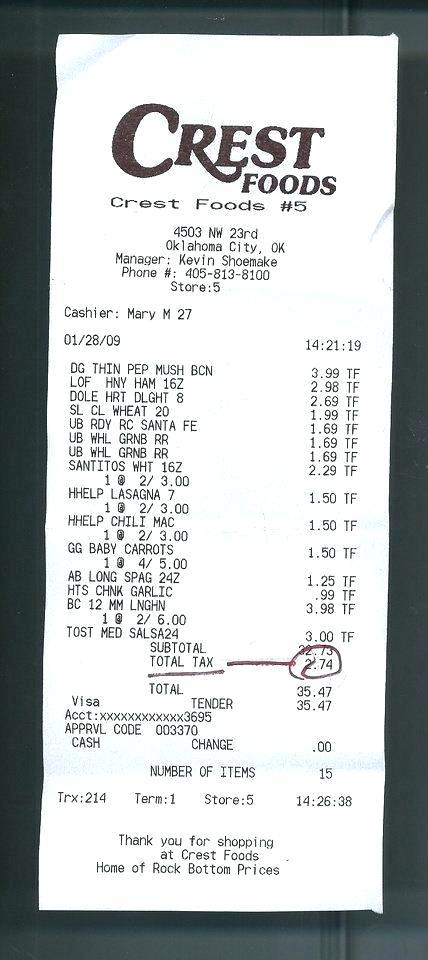 CREST
FOODS
Crest Foods #5
4503 NW 23rd
Oklahoma City, OK
Manager: Kevin Shoemake
Phone #: 405-813-8100
Store:5
Cashier: Mary M 27
01/28/09 14:21:19
DG THIN PEP MUSH BCN 3.99 TF
LOF HNY HAM 16Z 2.98 TF
DOLE HRT DLGHT 8 2.69 TF
SL CL WHEAT 20 1.99 TF
UB RDY RC SANTA FE 1.69 TF
UB WHL GRNB RR 1.69 TF
UB WHL GRNB RR 1.69 TF
SANTITOS WHT 16Z 2.29 TF
1 @ 2/ 3.00
HHELP LASAGNA 7 1.50 TF
1 @ 2/ 3.00
HHELP CHILI MAC 1.50 TF
1 @ 2/ 3.00
GG BABY CARROTS 1.50 TF
1 @ 4/ 5.00
AB LONG SPAG 24Z 1.25 TF
HTS CHNK GARLIC .99 TF
BC 12 MM LNGHN 3.98 TF
1 @ 2/ 6.00
TOST MED SALSA24 3.00 TF
SUBTOTAL 32.73
TOTAL TAX 2.74
TOTAL 35.47
Visa TENDER 35.47
Acct:xxxxxxxxxxxx3695
APPRVL CODE 003370
CASH CHANGE .00
NUMBER OF ITEMS 15
Trx:214 Term:1 Store:5 14:26:38
Thank you for shopping
at Crest Foods
Home of Rock Bottom Prices